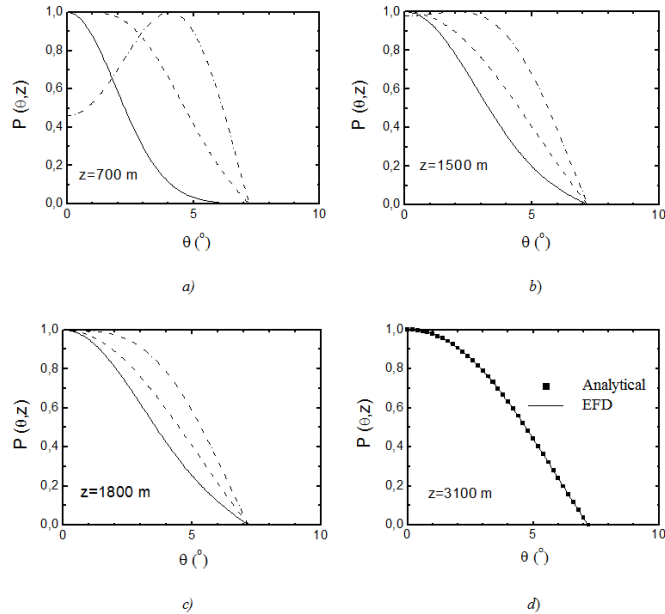 1,0
0,8
0,6
0,4
0,2
0,0
P (θ,z)
z=700 m
0 5 10
θ (°)
a)
1,0
0,8
0,6
0,4
0,2
0,0
P (θ,z)
z=1500 m
0 5 10
θ (°)
b)
1,0
0,8
0,6
0,4
0,2
0,0
P (θ,z)
z=1800 m
0 5 10
θ (°)
c)
1,0
0,8
0,6
0,4
0,2
0,0
P (θ,z)
Analytical
EFD
z=3100 m
0 5 10
θ (°)
d)